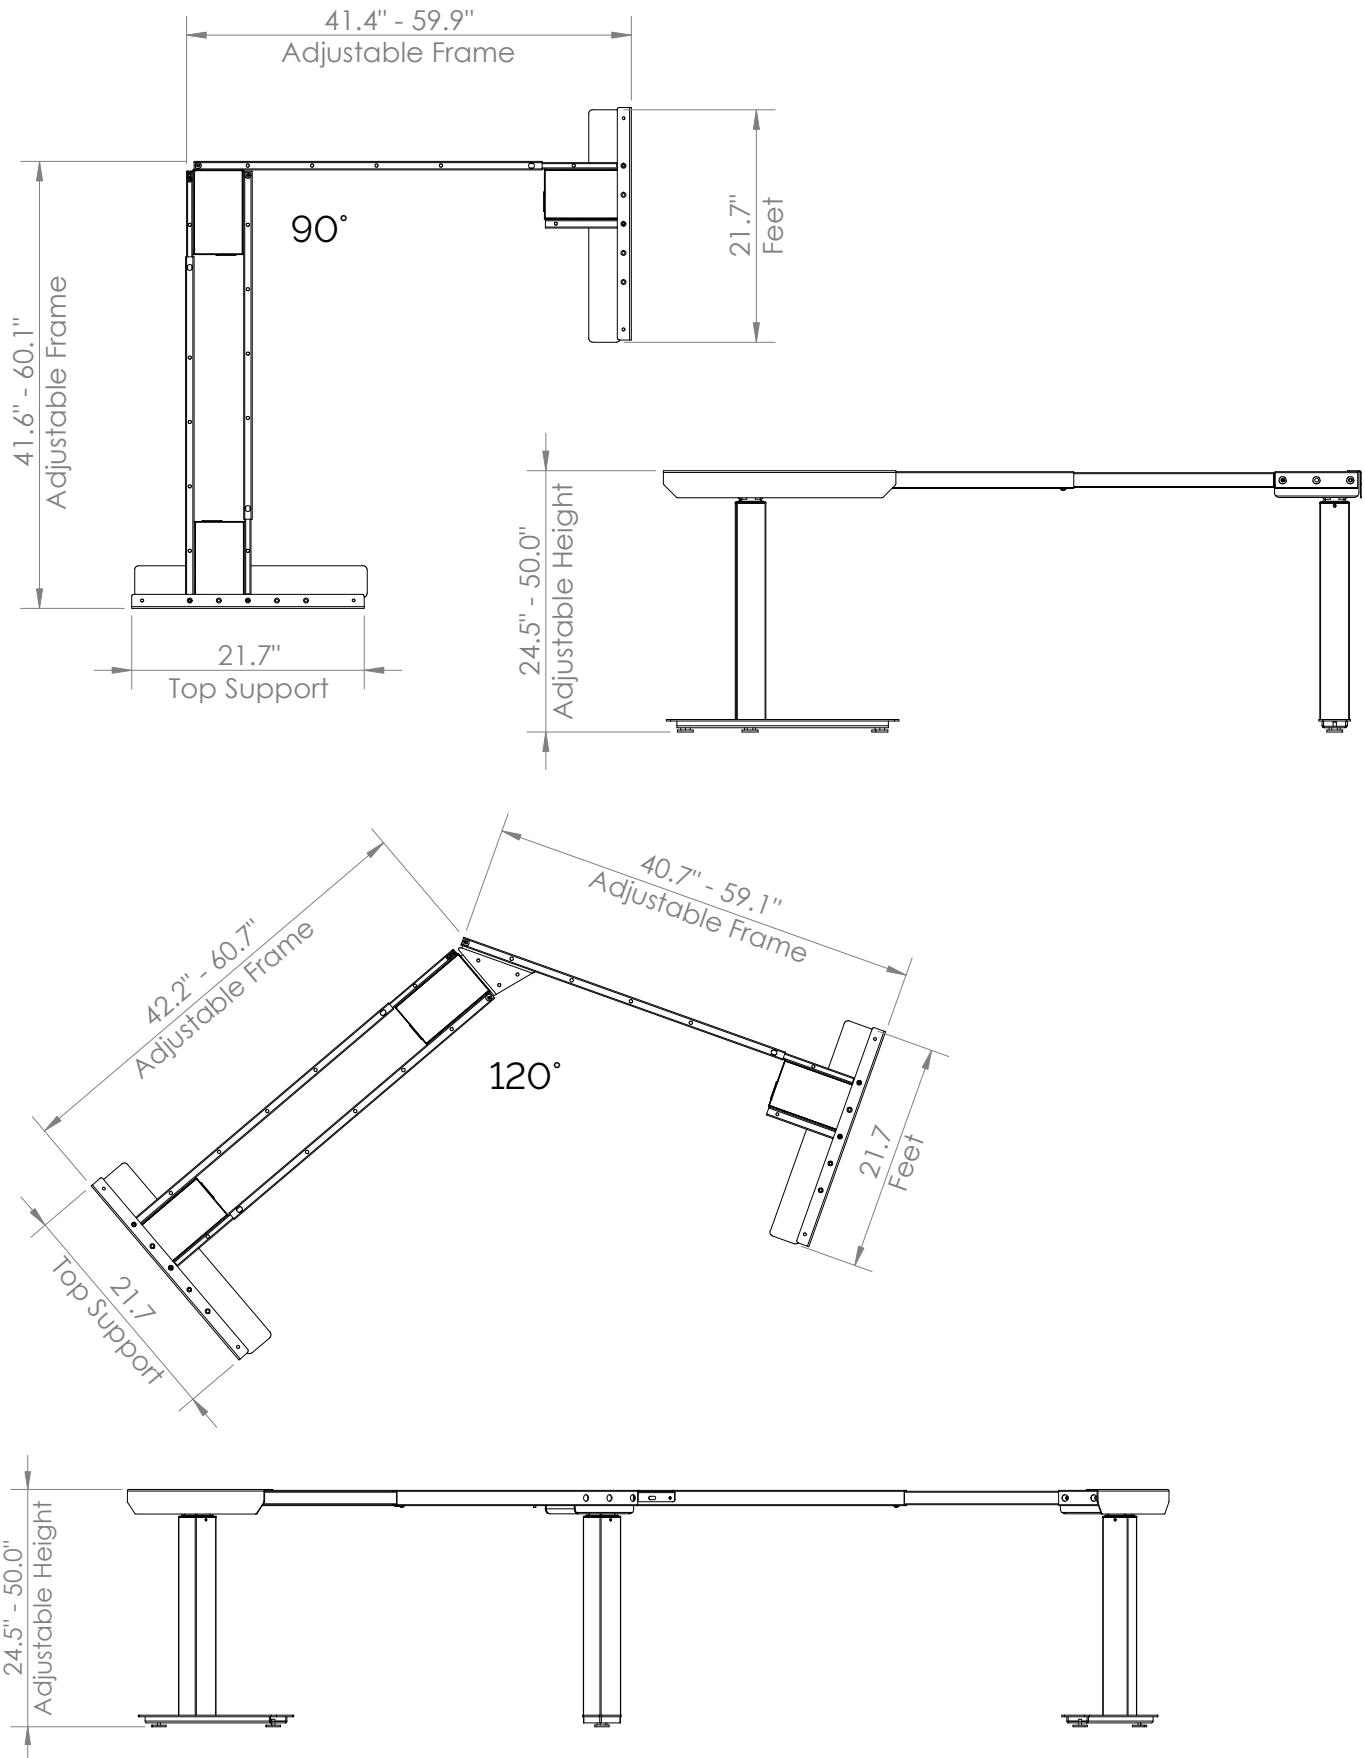 41.4" - 59.9"
Adjustable Frame
90°
21.7"
Feet
41.6" - 60.1"
Adjustable Frame
21.7"
Top Support
24.5" - 50.0"
Adjustable Height
40.7" - 59.1"
Adjustable Frame
42.2" - 60.7"
Adjustable Frame
120°
21.7
Feet
21.7
Top Support
24.5" - 50.0"
Adjustable Height